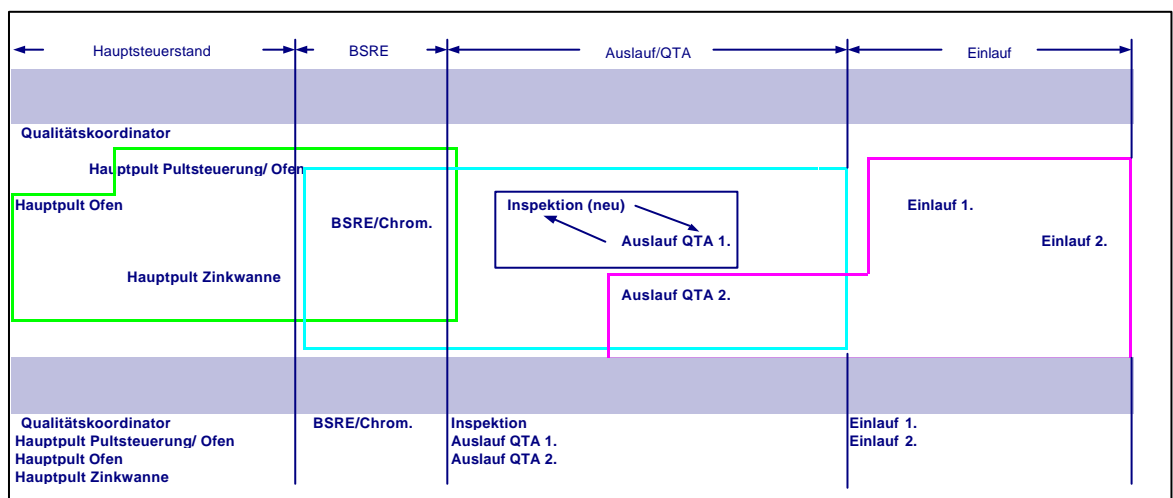 Hauptsteuerstand BSRE Auslauf/QTA Einlauf
Qualitätskoordinator
Hauptpult Pultsteuerung/ Ofen
Hauptpult Ofen Inspektion (neu) Einlauf 1.
BSRE/Chrom.
Auslauf QTA 1. Einlauf 2.
Hauptpult Zinkwanne
Auslauf QTA 2.
Qualitätskoordinator BSRE/Chrom. Inspektion Einlauf 1.
Hauptpult Pultsteuerung/ Ofen Auslauf QTA 1. Einlauf 2.
Hauptpult Ofen Auslauf QTA 2.
Hauptpult Zinkwanne